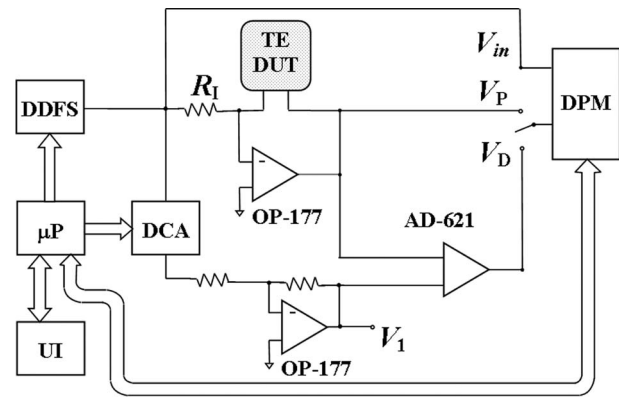 TE
DUT
V_in
DDFS
R_I
V_P
DPM
V_D
-
OP-177
AD-621
μP
DCA
-
V_1
UI
OP-177